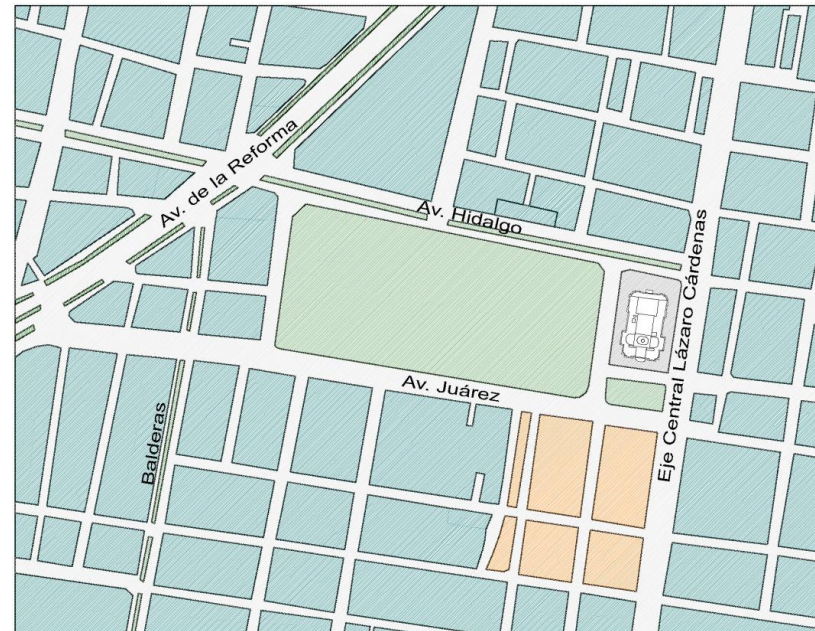 Av. de la Reforma
Av. Hidalgo
Eje Central Lázaro Cárdenas
Av. Juárez
Balderas